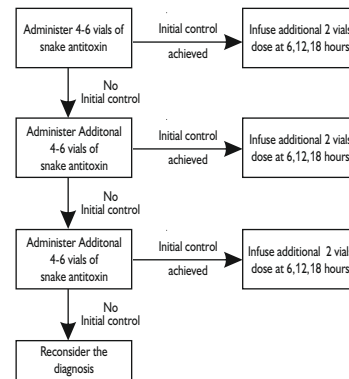 Administer 4-6 vials of
snake antitoxin
Initial control
achieved
Infuse additional 2 vials
dose at 6,12,18 hours
No
Initial control
Administer Additonal
4-6 vials of
snake antitoxin
Initial control
achieved
Infuse additional 2 vials
dose at 6,12,18 hours
No
Initial control
Administer Additonal
4-6 vials of
snake antitoxin
Initial control
achieved
Infuse additional 2 vials
dose at 6,12,18 hours
No
Initial control
Reconsider the
diagnosis